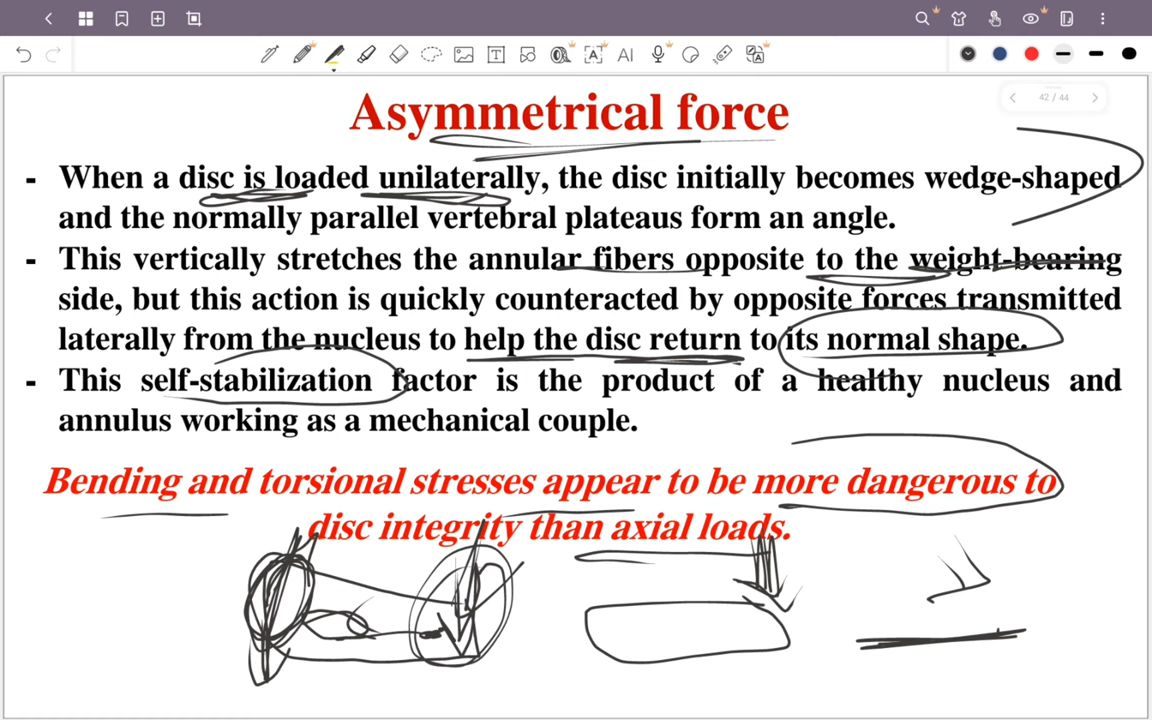 AI
42 / 44
Asymmetrical force
- When a disc is loaded unilaterally, the disc initially becomes wedge-shaped
and the normally parallel vertebral plateaus form an angle.
- This vertically stretches the annular fibers opposite to the weight-bearing
side, but this action is quickly counteracted by opposite forces transmitted
laterally from the nucleus to help the disc return to its normal shape.
- This self-stabilization factor is the product of a healthy nucleus and
annulus working as a mechanical couple.
Bending and torsional stresses appear to be more dangerous to
disc integrity than axial loads.